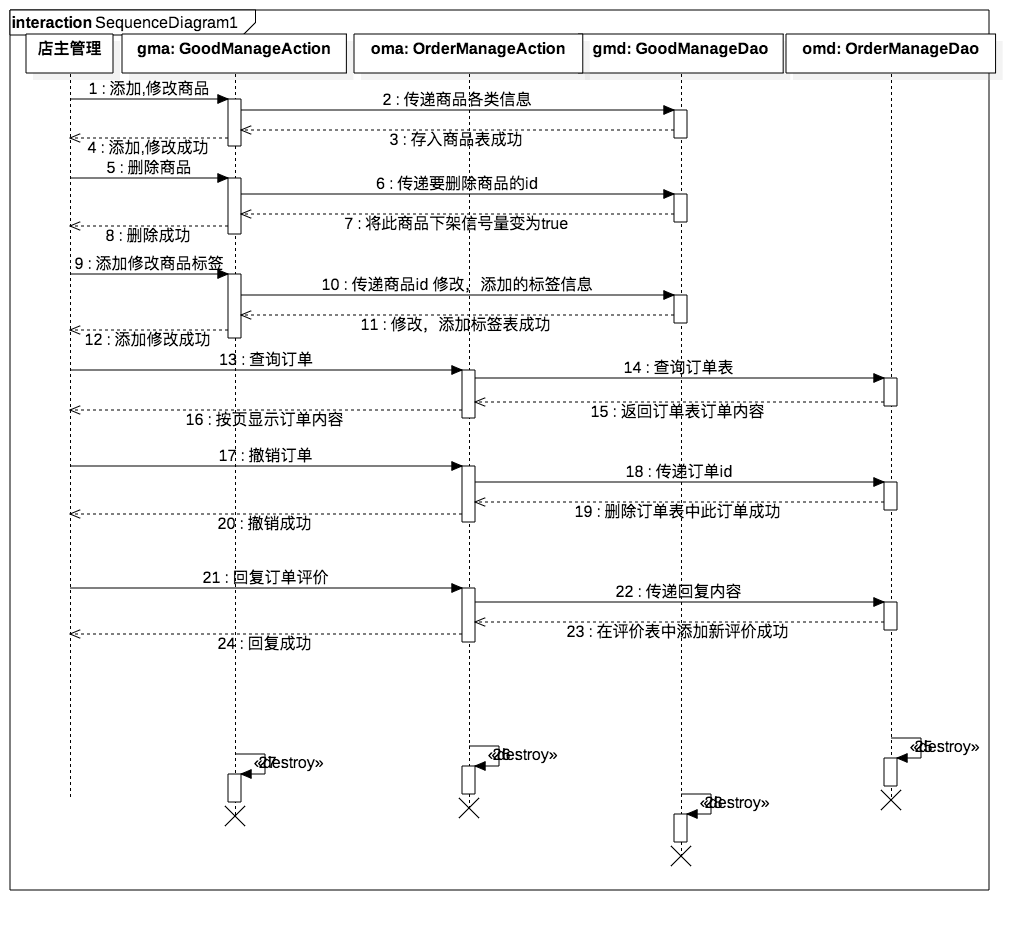 interaction SequenceDiagram1
店主管理
gma: GoodManageAction
oma: OrderManageAction
gmd: GoodManageDao
omd: OrderManageDao
1 : 添加,修改商品
2 : 传递商品各类信息
3 : 存入商品表成功
4 : 添加,修改成功
5 : 删除商品
6 : 传递要删除商品的id
7 : 将此商品下架信号量变为true
8 : 删除成功
9 : 添加修改商品标签
10 : 传递商品id 修改，添加的标签信息
11 : 修改，添加标签表成功
12 : 添加修改成功
13 : 查询订单
14 : 查询订单表
15 : 返回订单表订单内容
16 : 按页显示订单内容
17 : 撤销订单
18 : 传递订单id
19 : 删除订单表中此订单成功
20 : 撤销成功
21 : 回复订单评价
22 : 传递回复内容
23 : 在评价表中添加新评价成功
24 : 回复成功
25 «destroy»
26 «destroy»
27 «destroy»
28 «destroy»